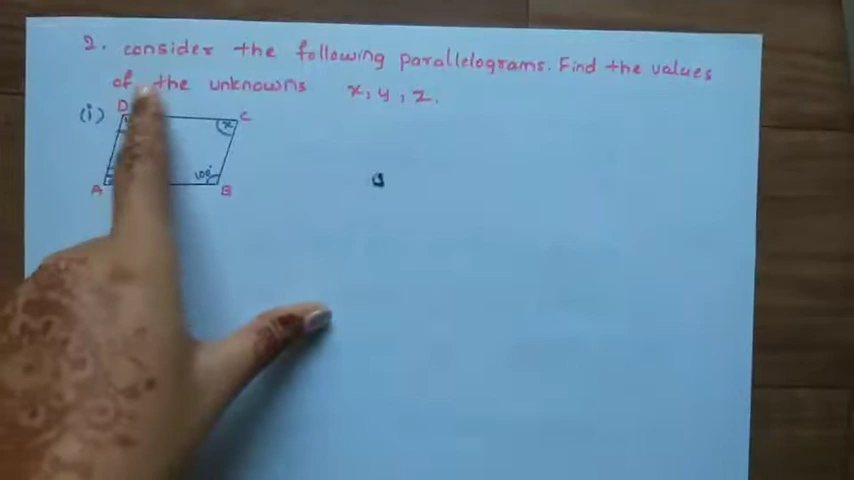 2. consider the following parallelograms. Find the values
of the unknowns x, y, z.
(i) D C
x
100°
A B